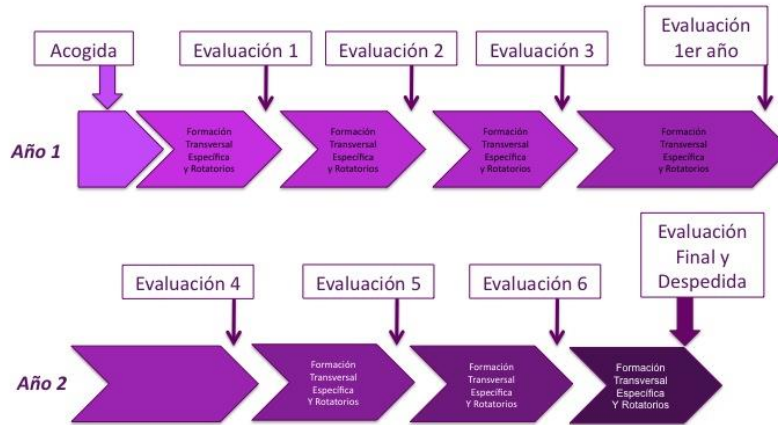 Acogida
Evaluación 1
Evaluación 2
Evaluación 3
Evaluación
1er año
Año 1
Formación
Transversal
Específica
y Rotatorios
Formación
Transversal
Específica
y Rotatorios
Formación
Transversal
Específica
y Rotatorios
Formación
Transversal
Específica
y Rotatorios
Evaluación 4
Evaluación 5
Evaluación 6
Evaluación
Final y
Despedida
Año 2
Formación
Transversal
Específica
Y Rotatorios
Formación
Transversal
Específica
Y Rotatorios
Formación
Transversal
Específica
Y Rotatorios